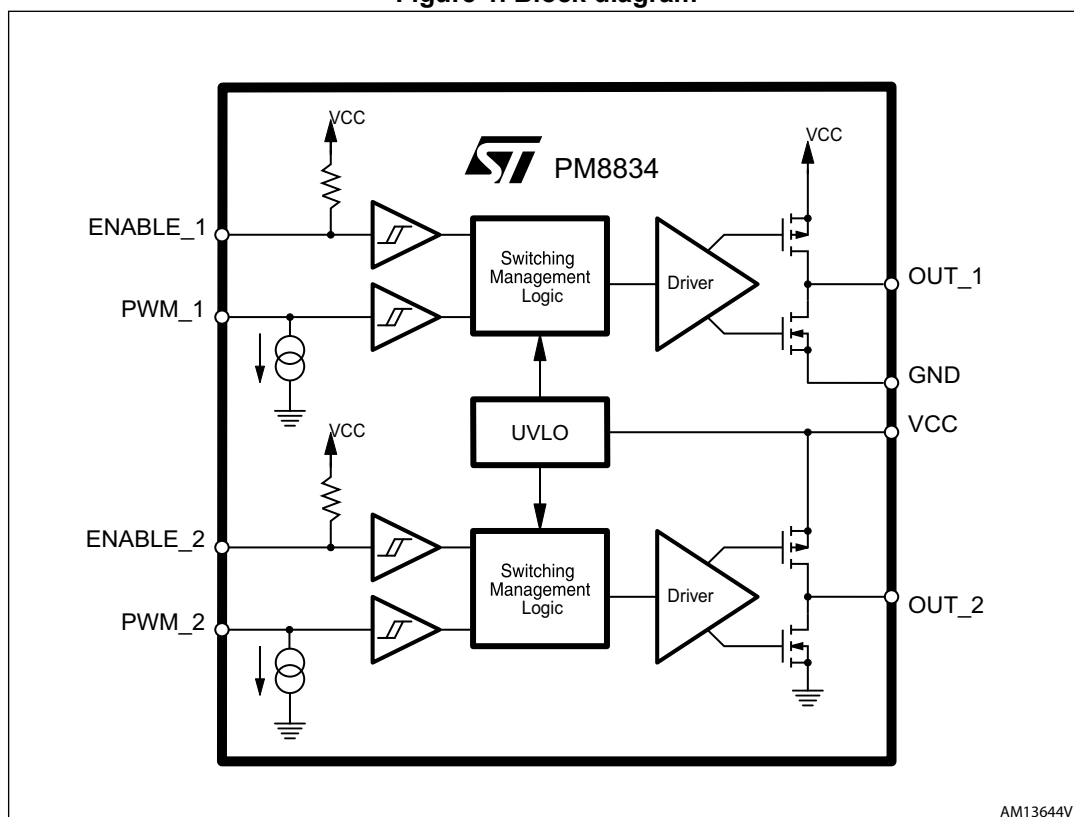 Figure 1. Block diagram
VCC
VCC
ST PM8834
ENABLE_1
Switching
Management
Logic
Driver
OUT_1
PWM_1
GND
VCC
UVLO
VCC
ENABLE_2
Switching
Management
Logic
Driver
OUT_2
PWM_2
AM13644V